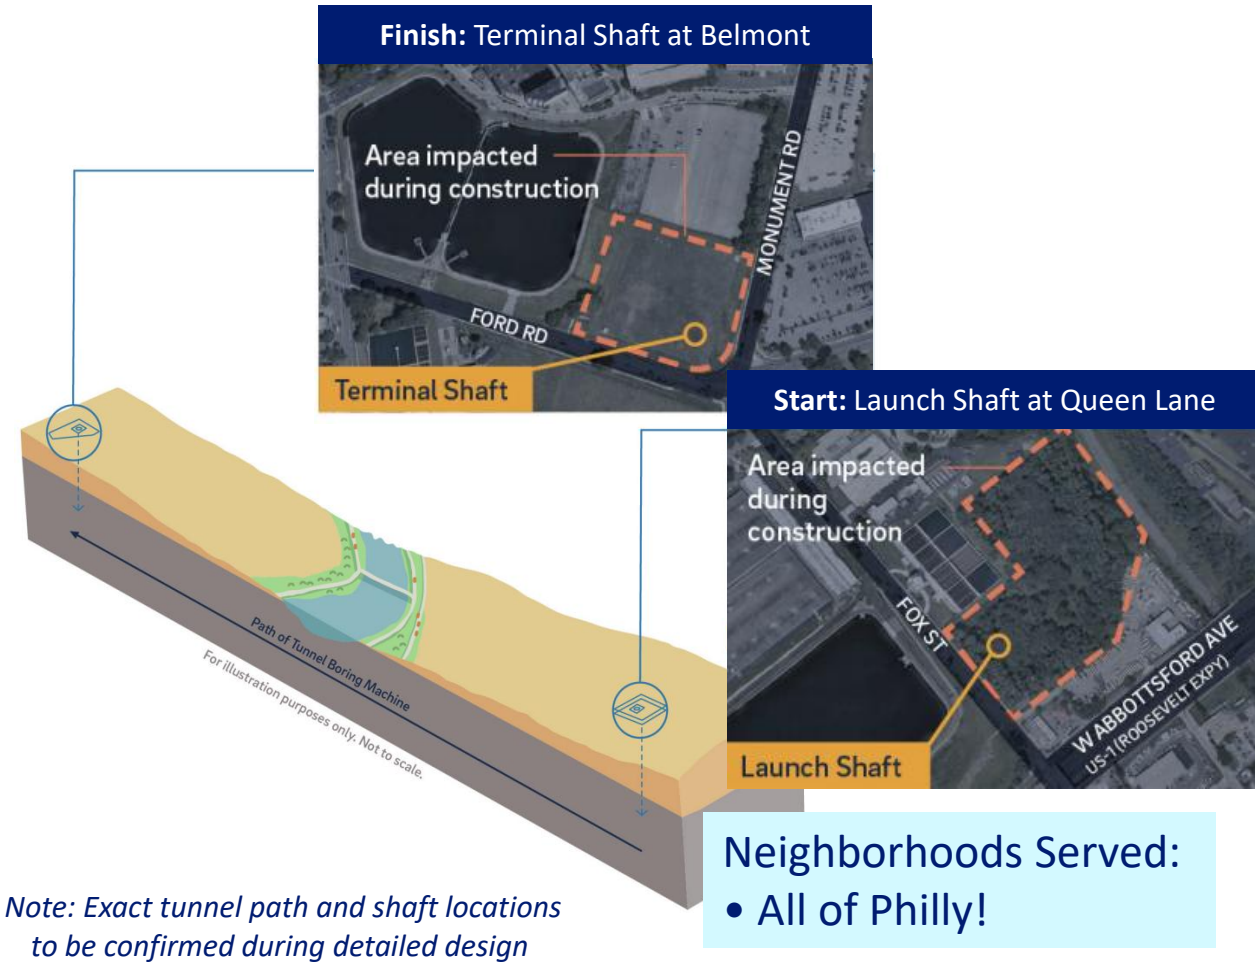 Finish: Terminal Shaft at Belmont
Area impacted
during construction
MONUMENT RD
FORD RD
Terminal Shaft
Start: Launch Shaft at Queen Lane
Area impacted
during
construction
FOX ST
W ABBOTTSFORD AVE
US-1 (ROOSEVELT EXPY)
Launch Shaft
Path of Tunnel Boring Machine
For illustration purposes only. Not to scale.
Neighborhoods Served:
• All of Philly!
Note: Exact tunnel path and shaft locations
to be confirmed during detailed design